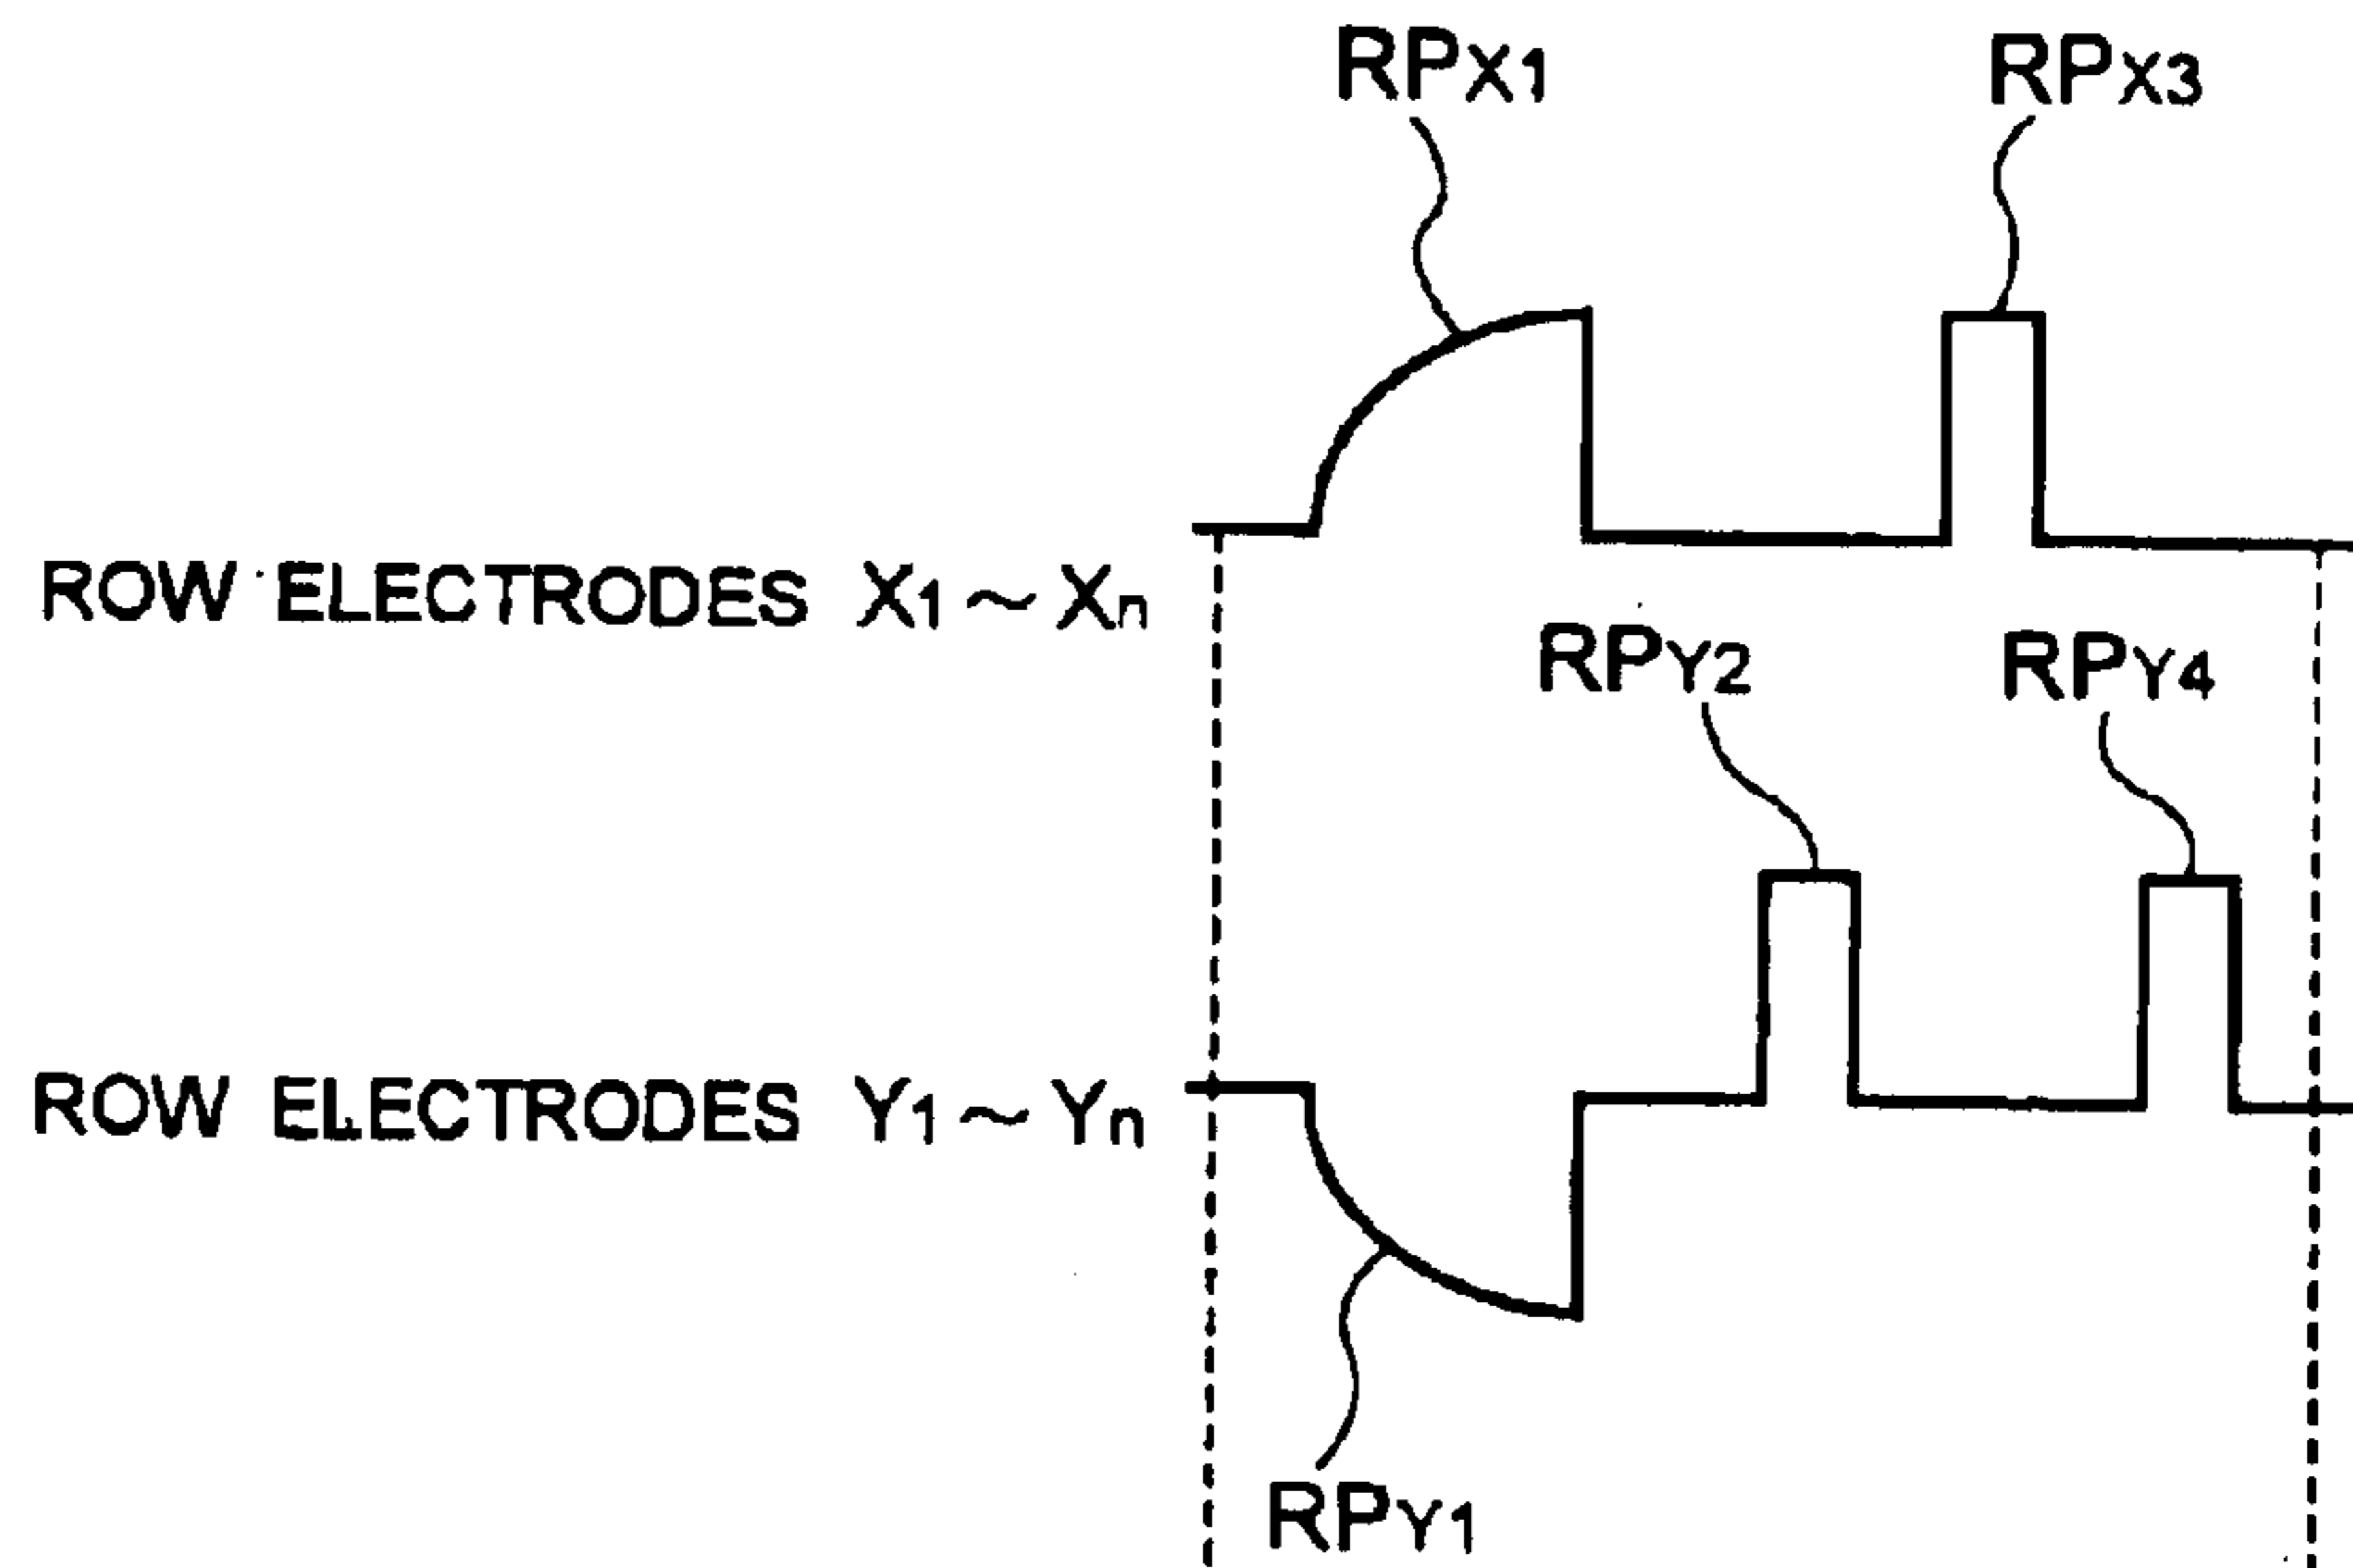 RPX1
RPX3
ROW ELECTRODES X1 ~ Xn
RPY2
RPY4
ROW ELECTRODES Y1 ~ Yn
RPY1